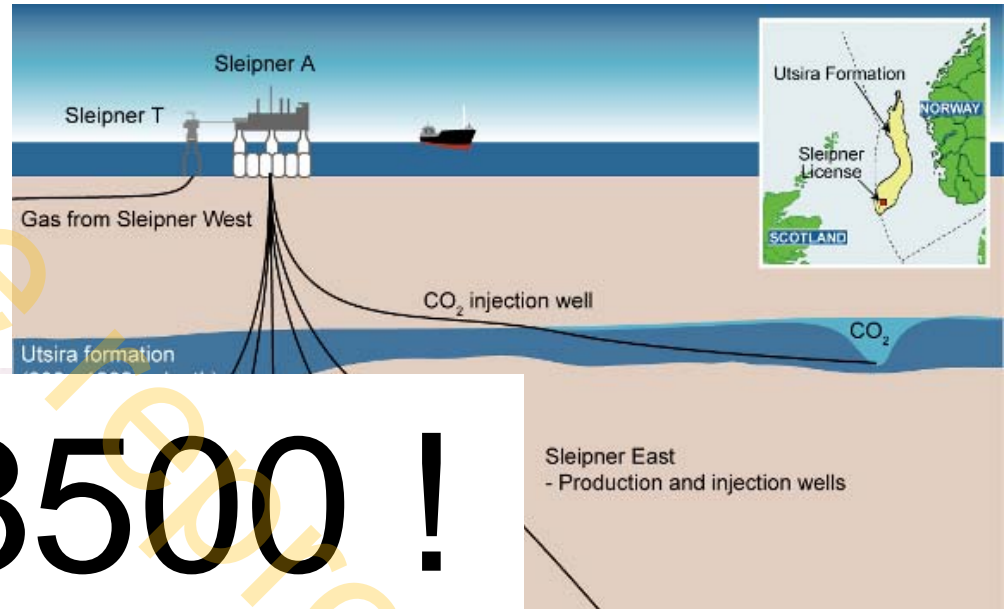 Sleipner A
Sleipner T
Utsira Formation
NORWAY
Sleipner
License
SCOTLAND
Gas from Sleipner West
CO₂ injection well
CO₂
Utsira formation
500 !
Sleipner East
- Production and injection wells